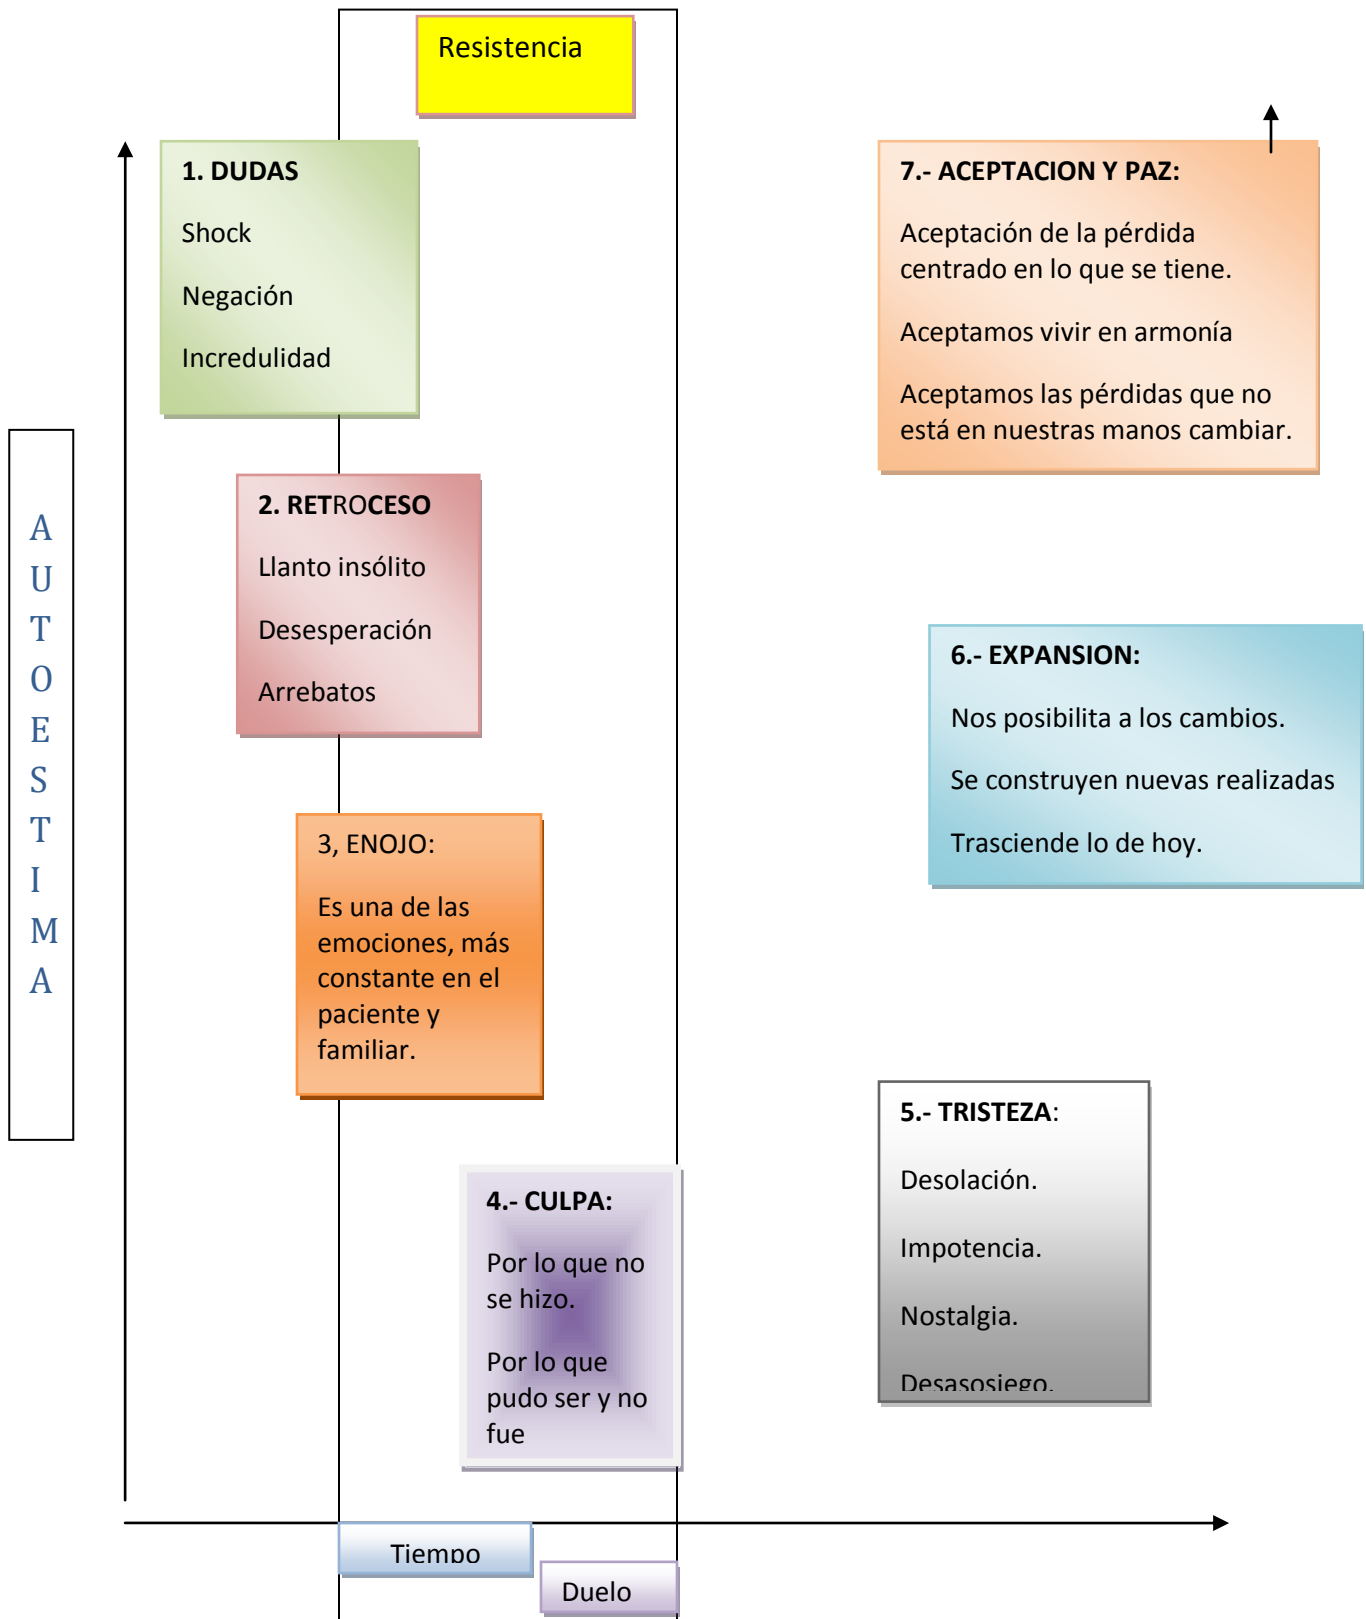 Resistencia
1. DUDAS
Shock
Negación
Incredulidad
2. RETROCESO
Llanto insólito
Desesperación
Arrebatos
3, ENOJO:
Es una de las
emociones, más
constante en el
paciente y
familiar.
4.- CULPA:
Por lo que no
se hizo.
Por lo que
pudo ser y no
fue
5.- TRISTEZA:
Desolación.
Impotencia.
Nostalgia.
Desasosiego.
6.- EXPANSION:
Nos posibilita a los cambios.
Se construyen nuevas realizadas
Trasciende lo de hoy.
7.- ACEPTACION Y PAZ:
Aceptación de la pérdida
centrado en lo que se tiene.
Aceptamos vivir en armonía
Aceptamos las pérdidas que no
está en nuestras manos cambiar.
A
U
T
O
E
S
T
I
M
A
Tiempo
Duelo